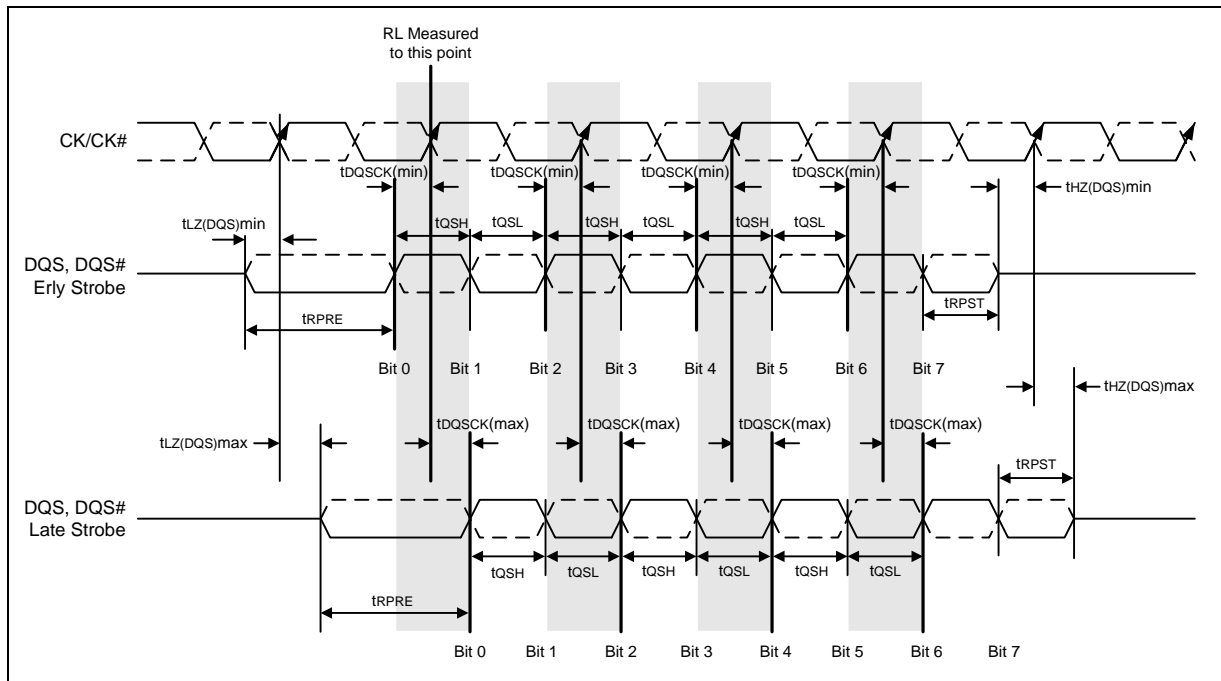 RL Measured
to this point
CK/CK#
tDQSCK(min) tDQSCK(min) tDQSCK(min) tDQSCK(min)
tHZ(DQS)min
tLZ(DQS)min
tQSH tQSL tQSH tQSL tQSH tQSL
DQS, DQS#
Erly Strobe
tRPRE
tRPST
Bit 0 Bit 1 Bit 2 Bit 3 Bit 4 Bit 5 Bit 6 Bit 7
tHZ(DQS)max
tDQSCK(max) tDQSCK(max) tDQSCK(max) tDQSCK(max)
tLZ(DQS)max
tRPST
DQS, DQS#
Late Strobe
tQSH tQSL tQSH tQSL tQSH tQSL
tRPRE
Bit 0 Bit 1 Bit 2 Bit 3 Bit 4 Bit 5 Bit 6 Bit 7